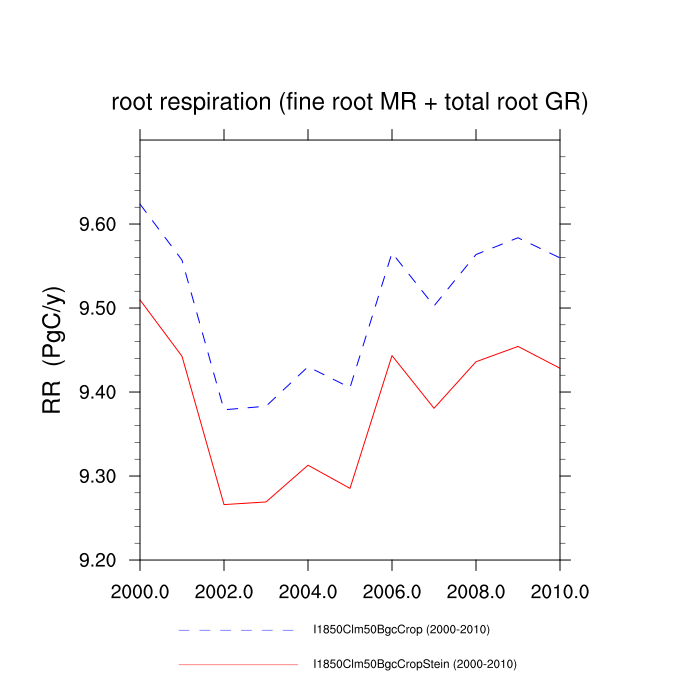 root respiration (fine root MR + total root GR)
RR (PgC/y)
9.60
9.50
9.40
9.30
9.20
2000.0 2002.0 2004.0 2006.0 2008.0 2010.0
I1850Clm50BgcCrop (2000-2010)
I1850Clm50BgcCropStein (2000-2010)